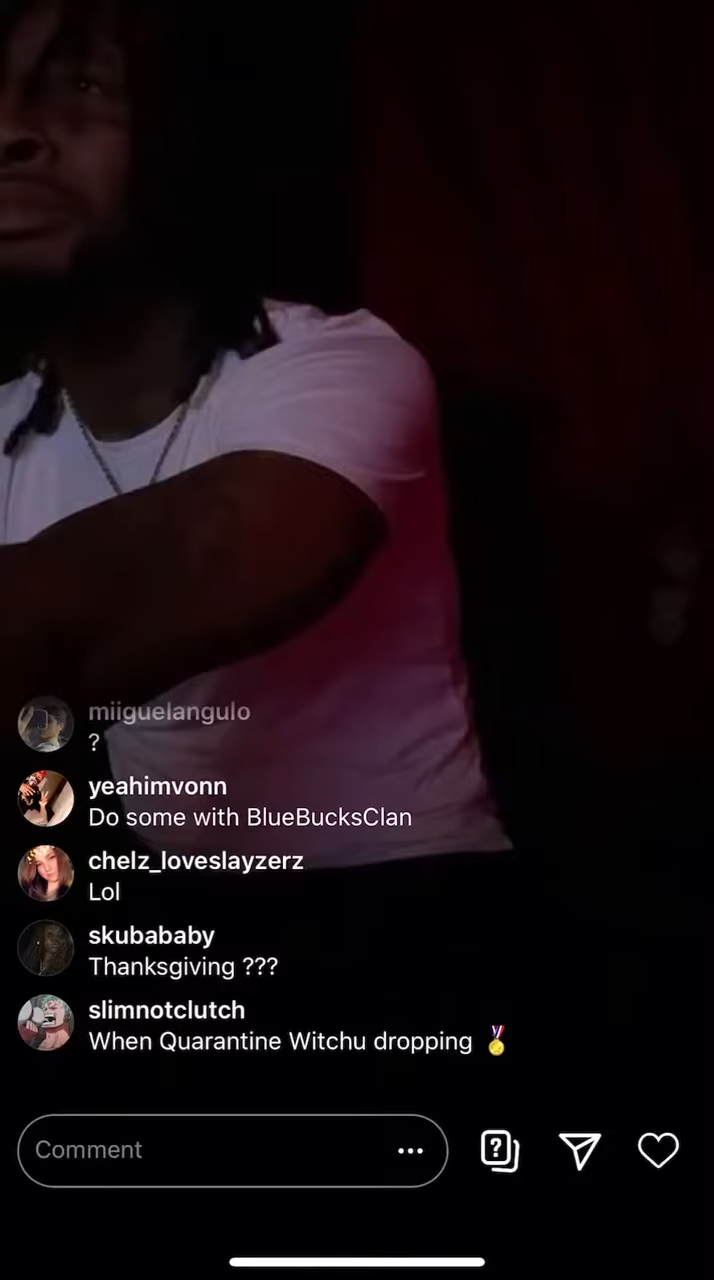 miiguelangulo
?
yeahimvonn
Do some with BlueBucksClan
chelz_loveslayzerz
Lol
skubababy
Thanksgiving ???
slimnotclutch
When Quarantine Witchu dropping 🏅
Comment